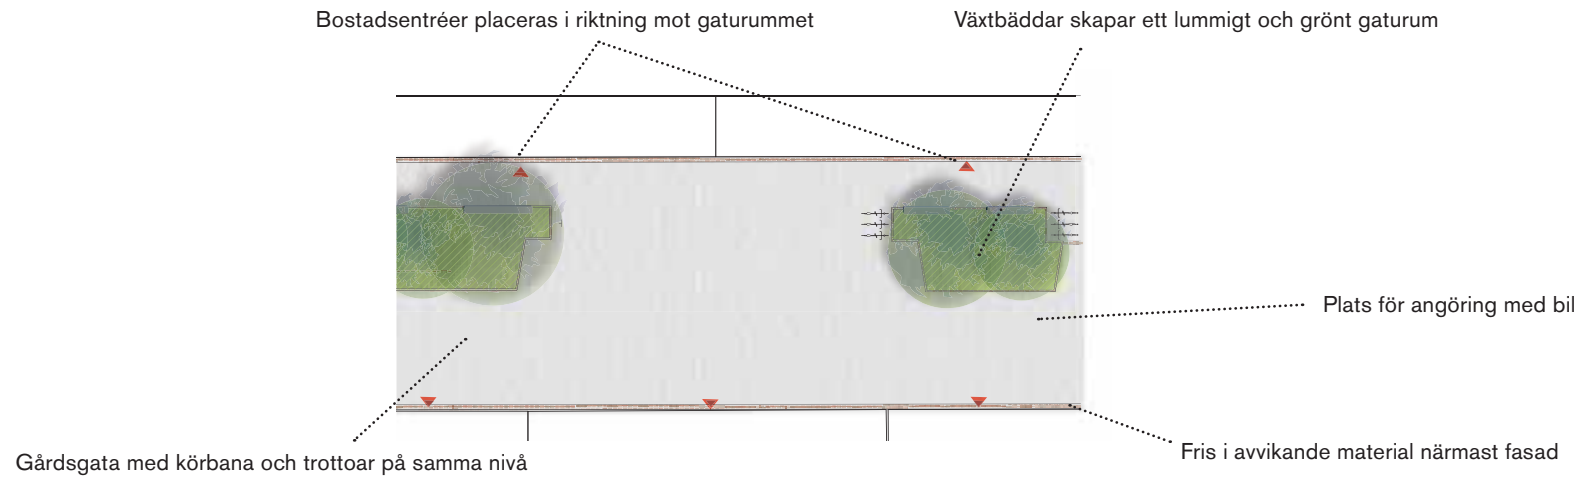 Bostadsentréer placeras i riktning mot gaturummet
Växtbäddar skapar ett lummigt och grönt gaturum
Plats för angöring med bil
Fris i avvikande material närmast fasad
Gårdsgata med körbana och trottoar på samma nivå